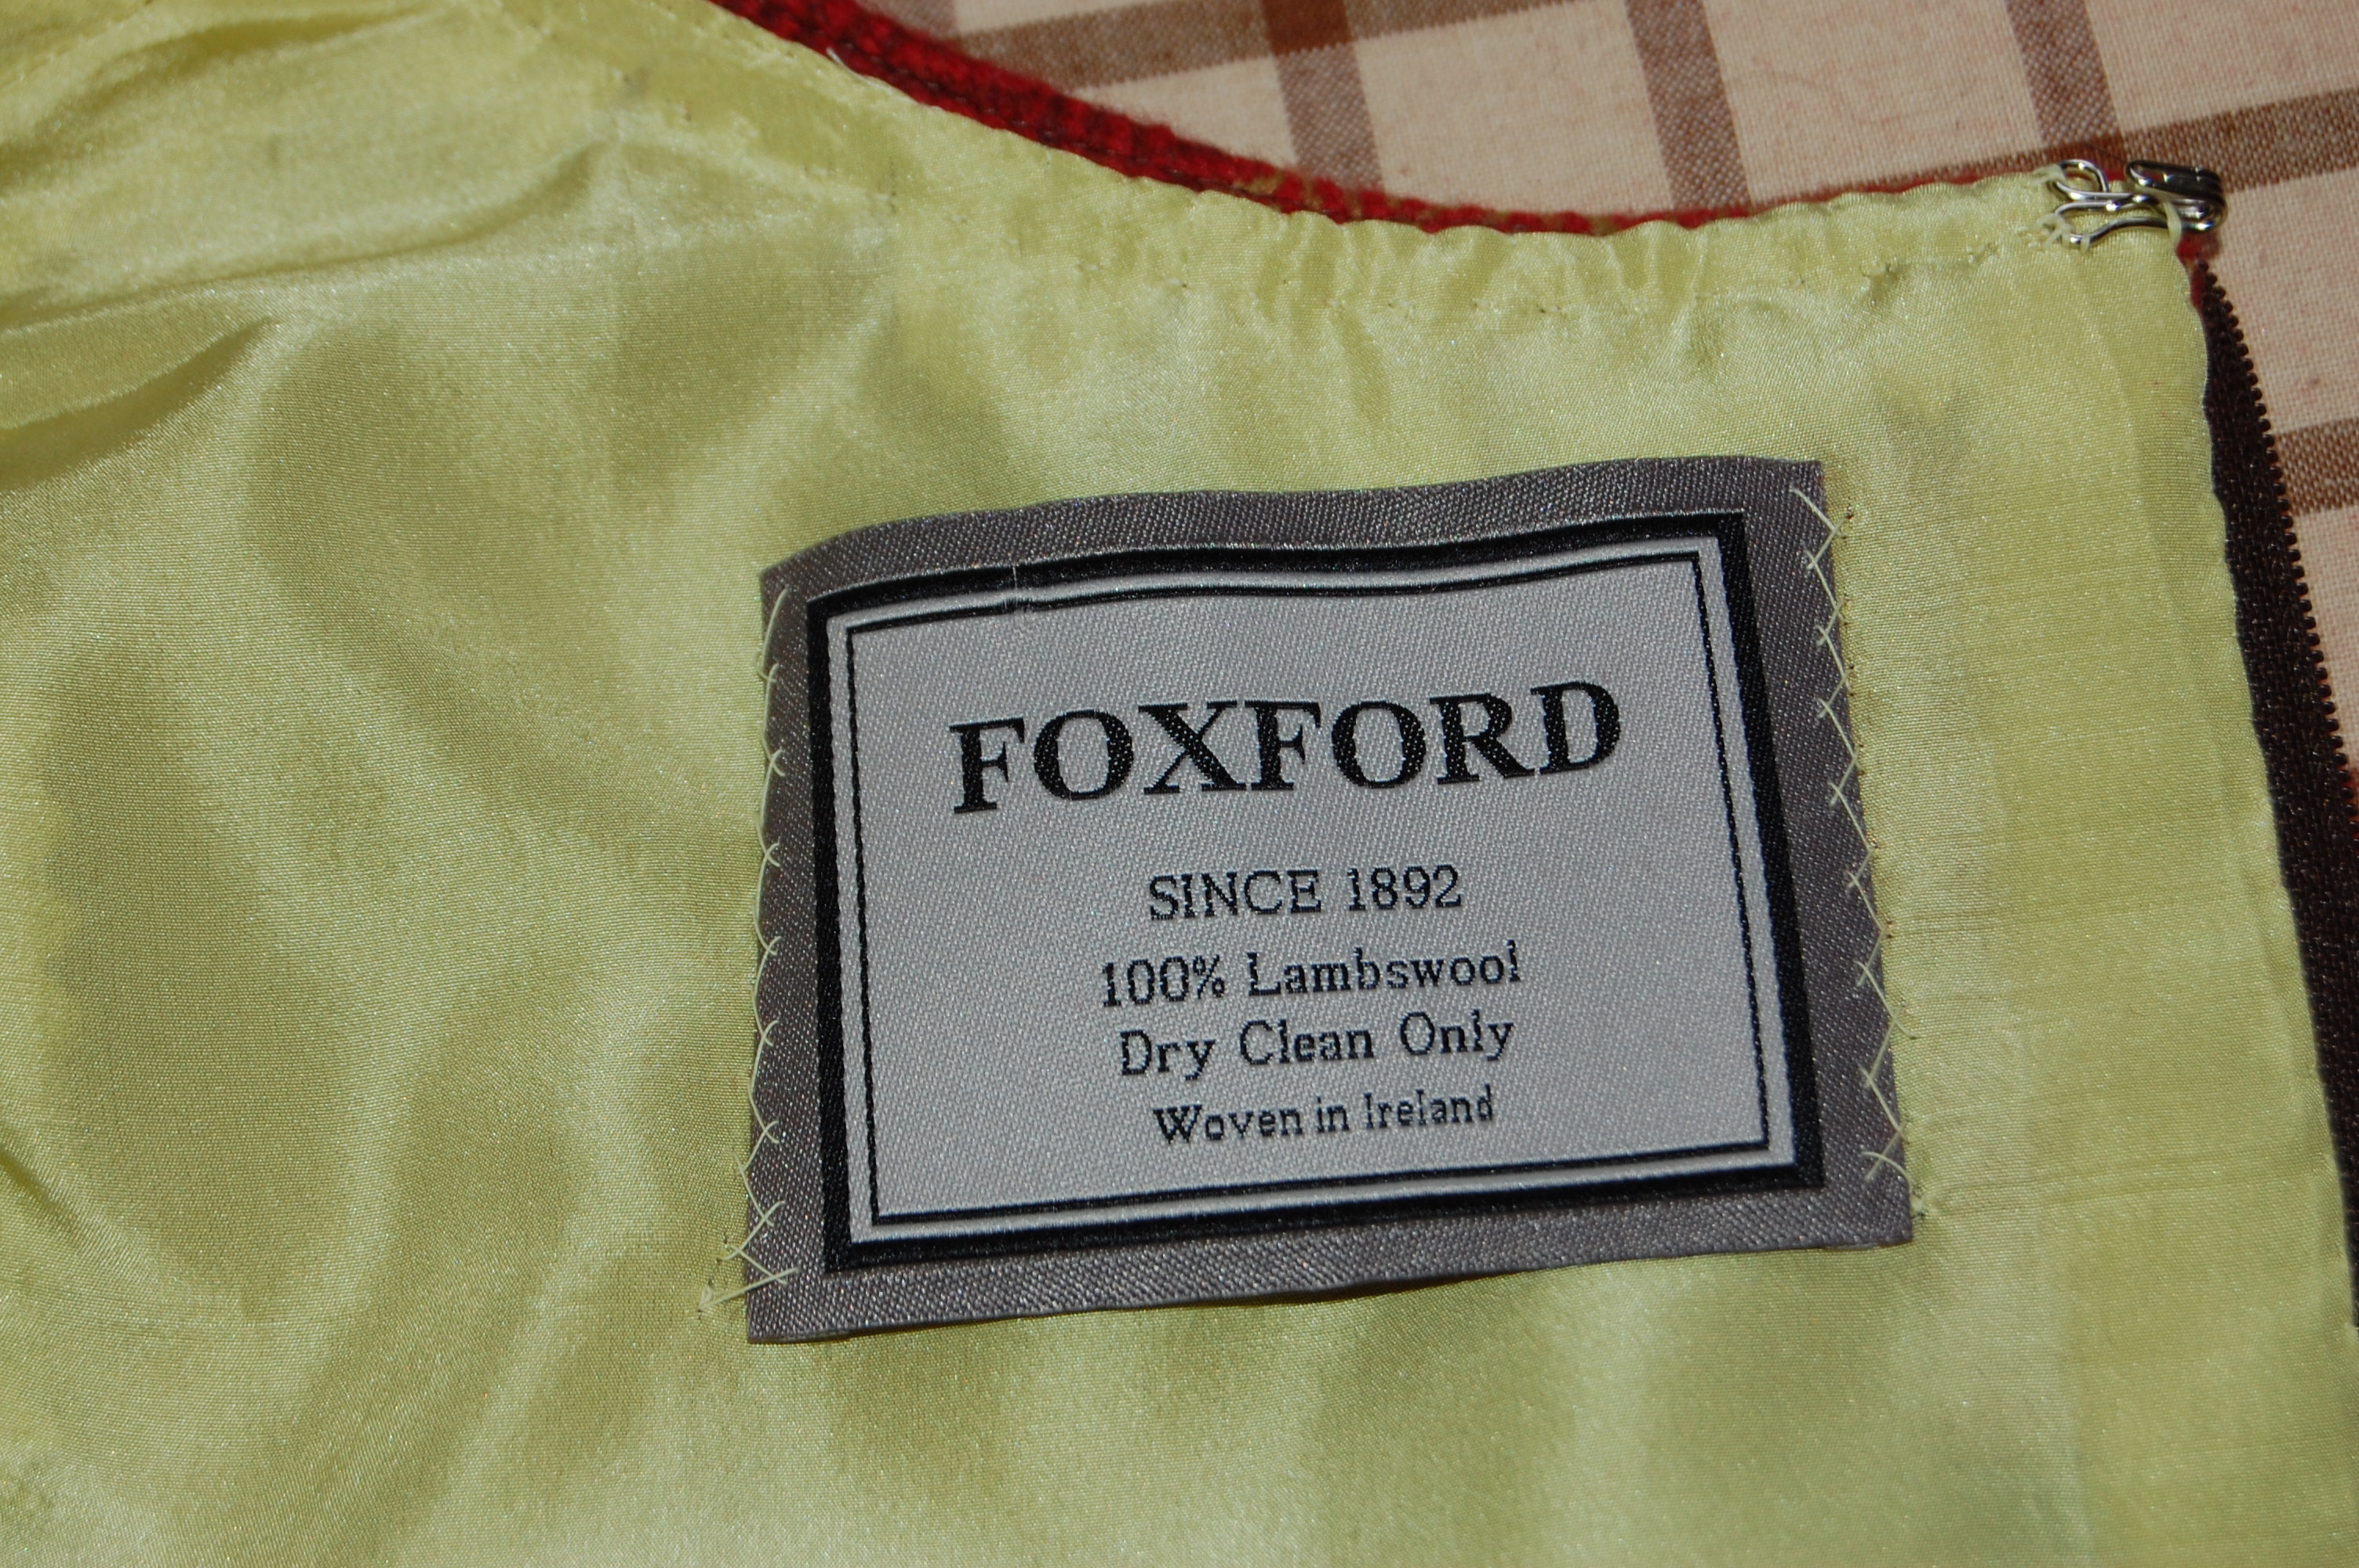 FOXFORD
SINCE 1892
100% Lambswool
Dry Clean Only
Woven in Ireland